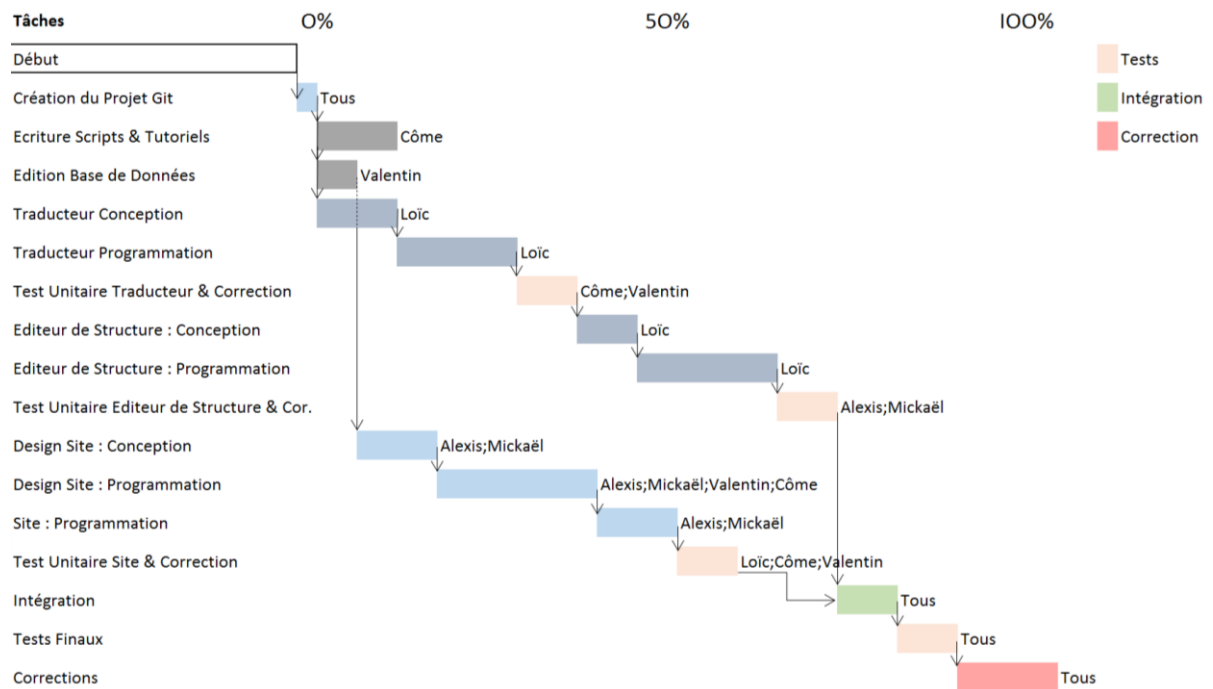 Tâches 0% 50% 100%
Début
Tests
Création du Projet Git Tous
Intégration
Ecriture Scripts & Tutoriels Côme
Correction
Edition Base de Données Valentin
Traducteur Conception Loïc
Traducteur Programmation Loïc
Test Unitaire Traducteur & Correction Côme;Valentin
Editeur de Structure : Conception Loïc
Editeur de Structure : Programmation Loïc
Test Unitaire Editeur de Structure & Cor. Alexis;Mickaël
Design Site : Conception Alexis;Mickaël
Design Site : Programmation Alexis;Mickaël;Valentin;Côme
Site : Programmation Alexis;Mickaël
Test Unitaire Site & Correction Loïc;Côme;Valentin
Intégration Tous
Tests Finaux Tous
Corrections Tous